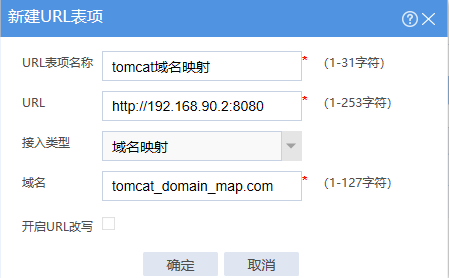 新建URL表项
URL表项名称 tomcat域名映射 * (1-31字符)
URL http://192.168.90.2:8080 * (1-253字符)
接入类型 域名映射
域名 tomcat_domain_map.com * (1-127字符)
开启URL改写
确定 取消